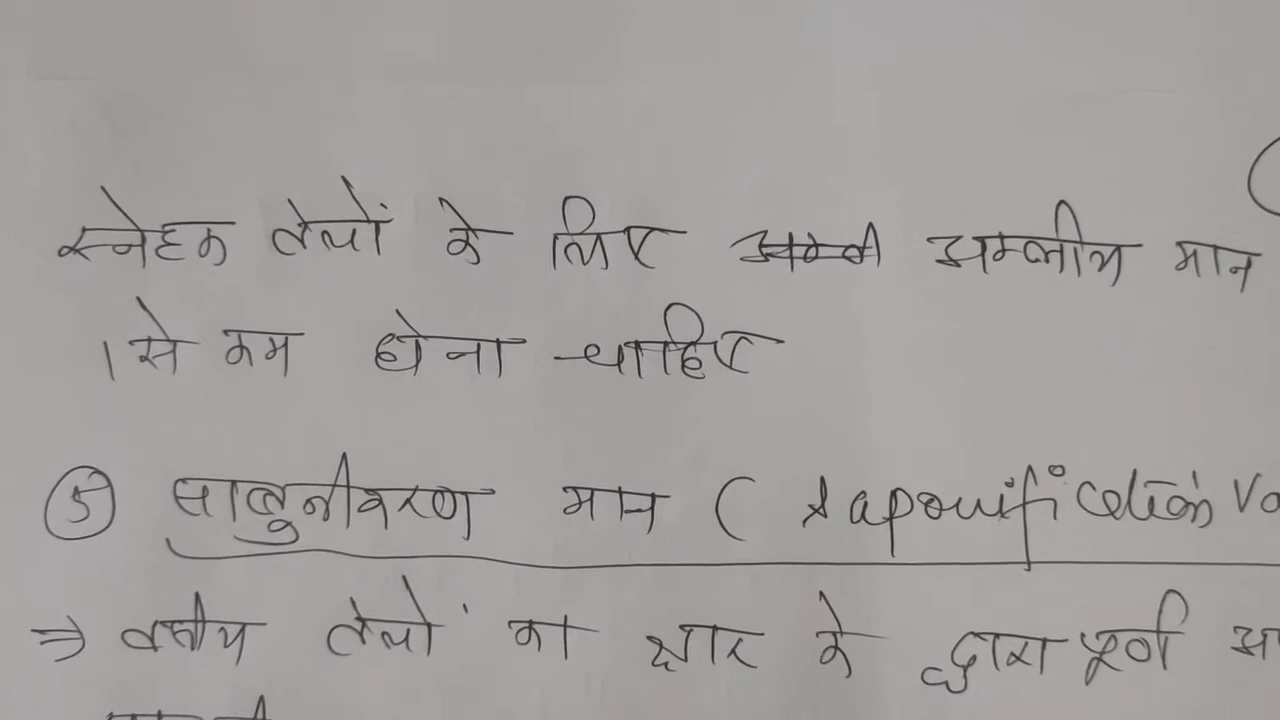 स्नेहक तेलों के लिए अम्लीय मान
1 से कम होना चाहिए
5 साबुनीकरण मान ( Saponification Va
⇒ वसीय तेलों का क्षार के द्वारा पूर्ण